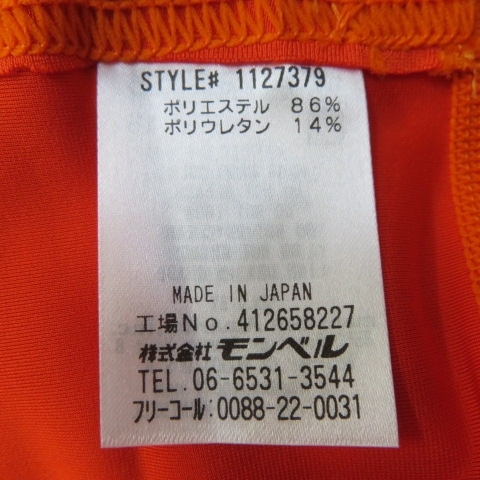 STYLE# 1127379
ポリエステル 86%
ポリウレタン 14%
MADE IN JAPAN
工場No.412658227
株式会社 モンベル
TEL.06-6531-3544
フリーコール:0088-22-0031